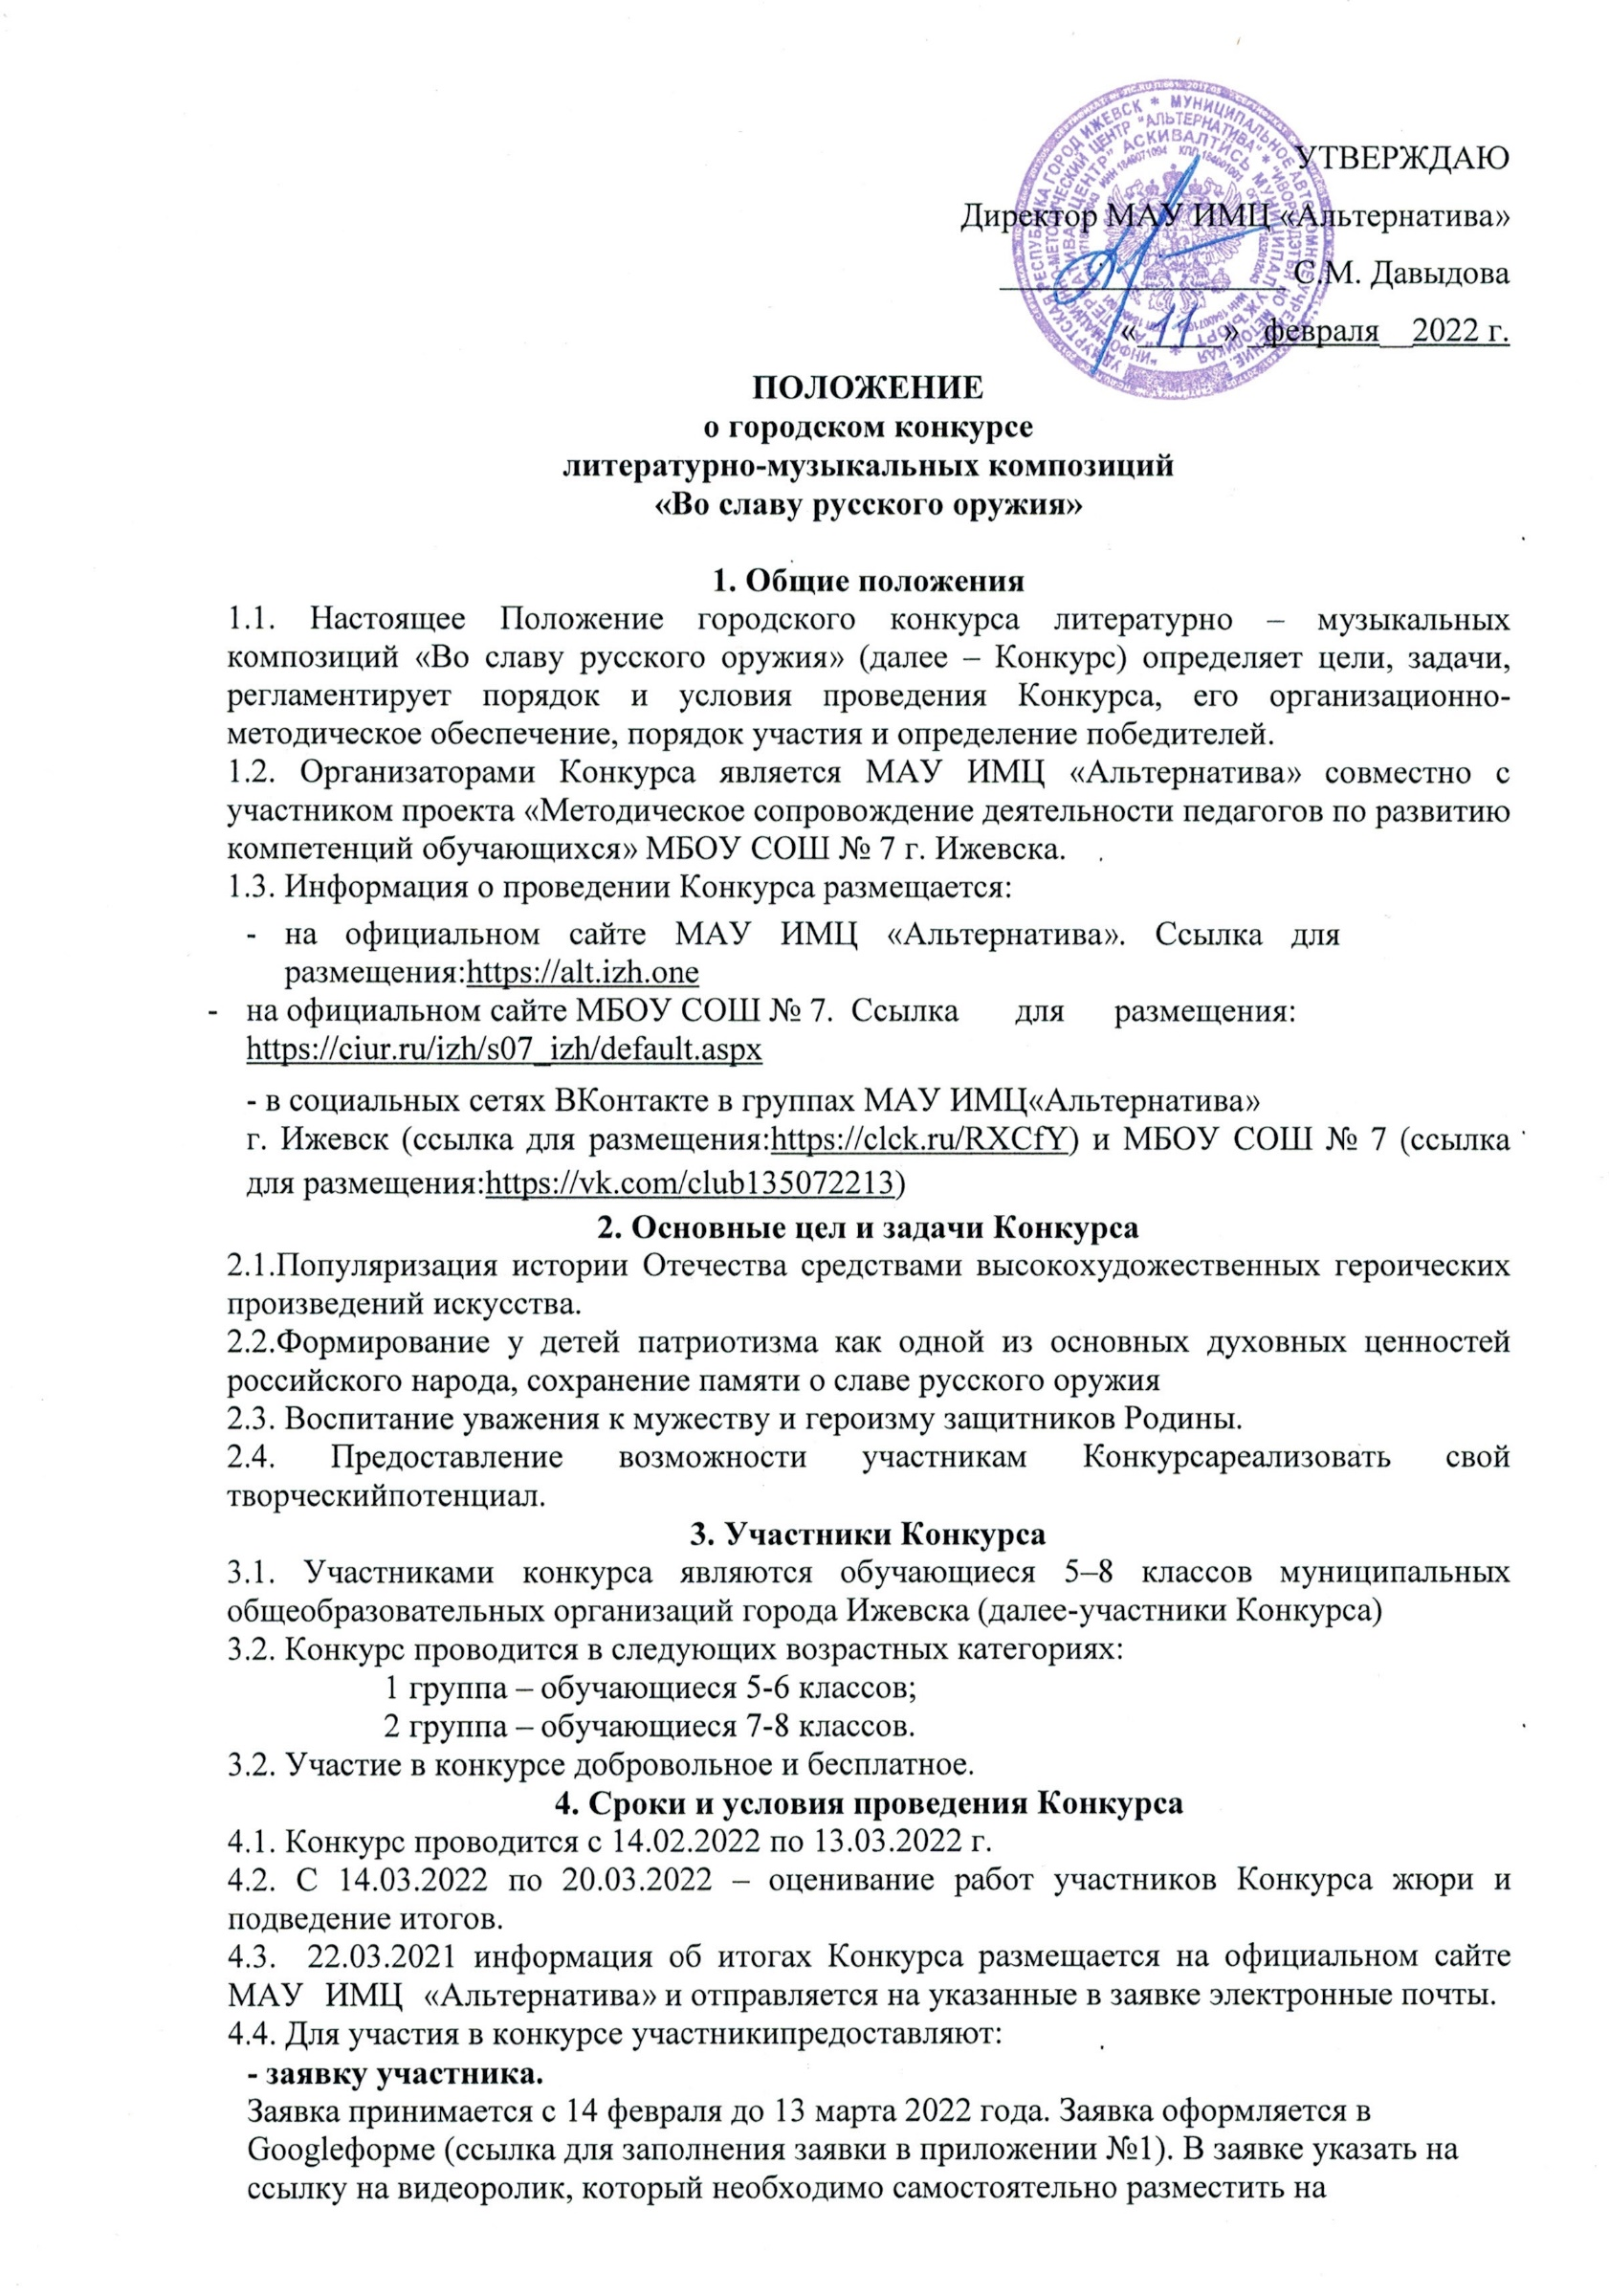 УТВЕРЖДАЮ
Директор МАУ ИМЦ «Альтернатива»
С.М. Давыдова
« 11 » февраля 2022 г.
ПОЛОЖЕНИЕ
о городском конкурсе
литературно-музыкальных композиций
«Во славу русского оружия»
1. Общие положения
1.1. Настоящее Положение городского конкурса литературно – музыкальных
композиций «Во славу русского оружия» (далее – Конкурс) определяет цели, задачи,
регламентирует порядок и условия проведения Конкурса, его организационно-
методическое обеспечение, порядок участия и определение победителей.
1.2. Организаторами Конкурса является МАУ ИМЦ «Альтернатива» совместно с
участником проекта «Методическое сопровождение деятельности педагогов по развитию
компетенций обучающихся» МБОУ СОШ № 7 г. Ижевска.
1.3. Информация о проведении Конкурса размещается:
- на официальном сайте МАУ ИМЦ «Альтернатива». Ссылка для
размещения:https://alt.izh.one
- на официальном сайте МБОУ СОШ № 7. Ссылка для размещения:
https://ciur.ru/izh/s07_izh/default.aspx
- в социальных сетях ВКонтакте в группах МАУ ИМЦ«Альтернатива»
г. Ижевск (ссылка для размещения:https://clck.ru/RXCfY) и МБОУ СОШ № 7 (ссылка
для размещения:https://vk.com/club135072213)
2. Основные цел и задачи Конкурса
2.1.Популяризация истории Отечества средствами высокохудожественных героических
произведений искусства.
2.2.Формирование у детей патриотизма как одной из основных духовных ценностей
российского народа, сохранение памяти о славе русского оружия
2.3. Воспитание уважения к мужеству и героизму защитников Родины.
2.4. Предоставление возможности участникам Конкурсареализовать свой
творческийпотенциал.
3. Участники Конкурса
3.1. Участниками конкурса являются обучающиеся 5–8 классов муниципальных
общеобразовательных организаций города Ижевска (далее-участники Конкурса)
3.2. Конкурс проводится в следующих возрастных категориях:
1 группа – обучающиеся 5-6 классов;
2 группа – обучающиеся 7-8 классов.
3.2. Участие в конкурсе добровольное и бесплатное.
4. Сроки и условия проведения Конкурса
4.1. Конкурс проводится с 14.02.2022 по 13.03.2022 г.
4.2. С 14.03.2022 по 20.03.2022 – оценивание работ участников Конкурса жюри и
подведение итогов.
4.3. 22.03.2021 информация об итогах Конкурса размещается на официальном сайте
МАУ ИМЦ «Альтернатива» и отправляется на указанные в заявке электронные почты.
4.4. Для участия в конкурсе участникипредоставляют:
- заявку участника.
Заявка принимается с 14 февраля до 13 марта 2022 года. Заявка оформляется в
Googleформе (ссылка для заполнения заявки в приложении №1). В заявке указать на
ссылку на видеоролик, который необходимо самостоятельно разместить на